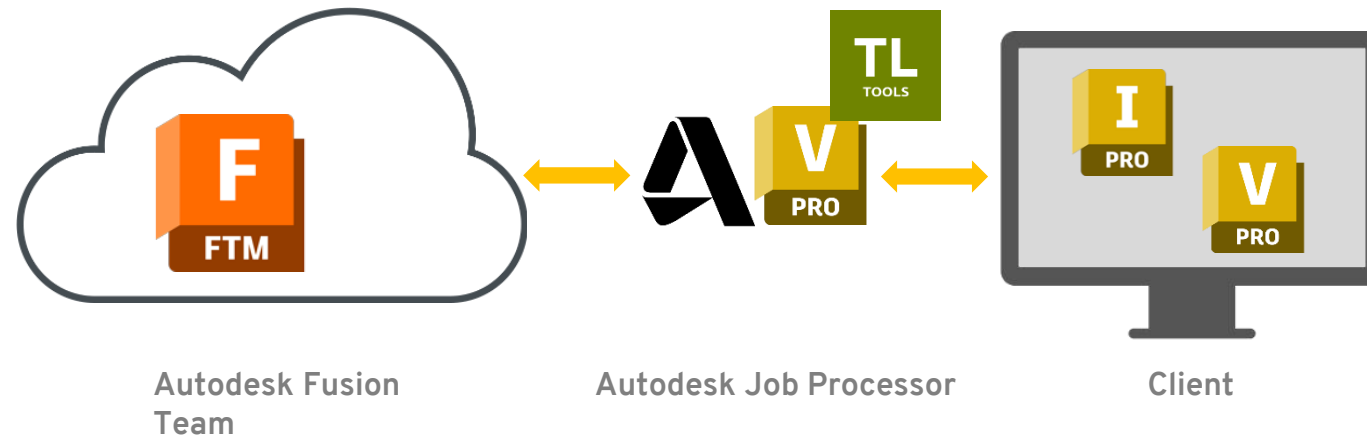 TL
TOOLS
F
FTM
V
PRO
I
PRO
V
PRO
Autodesk Fusion
Team
Autodesk Job Processor
Client